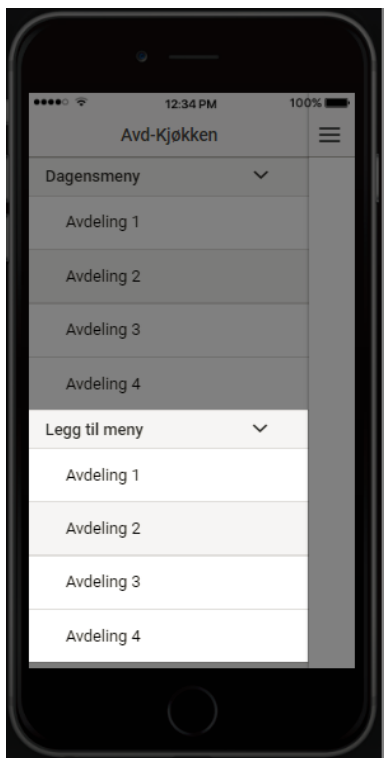 12:34 PM
100%
Avd-Kjøkken
Dagensmeny
Avdeling 1
Avdeling 2
Avdeling 3
Avdeling 4
Legg til meny
Avdeling 1
Avdeling 2
Avdeling 3
Avdeling 4